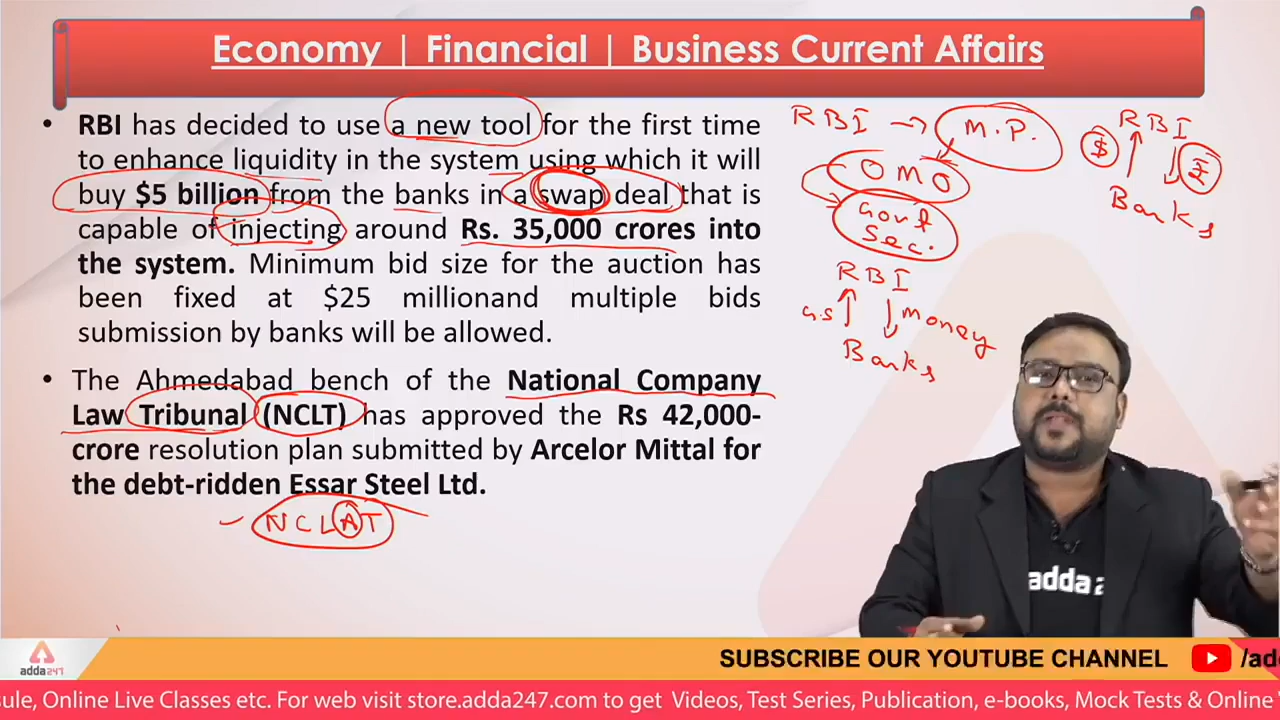 Economy | Financial | Business Current Affairs
• RBI has decided to use a new tool for the first time
to enhance liquidity in the system using which it will
buy $5 billion from the banks in a swap deal that is
capable of injecting around Rs. 35,000 crores into
the system. Minimum bid size for the auction has
been fixed at $25 millionand multiple bids
submission by banks will be allowed.
• The Ahmedabad bench of the National Company
Law Tribunal (NCLT) has approved the Rs 42,000-
crore resolution plan submitted by Arcelor Mittal for
the debt-ridden Essar Steel Ltd.
NCLAT
RBI → M.P.
OMO
Govt
Sec.
RBI
G.S money
Banks
RBI
$ ₹
Banks
adda2
adda247
SUBSCRIBE OUR YOUTUBE CHANNEL /ad
sule, Online Live Classes etc. For web visit store.adda247.com to get Videos, Test Series, Publication, e-books, Mock Tests & Online